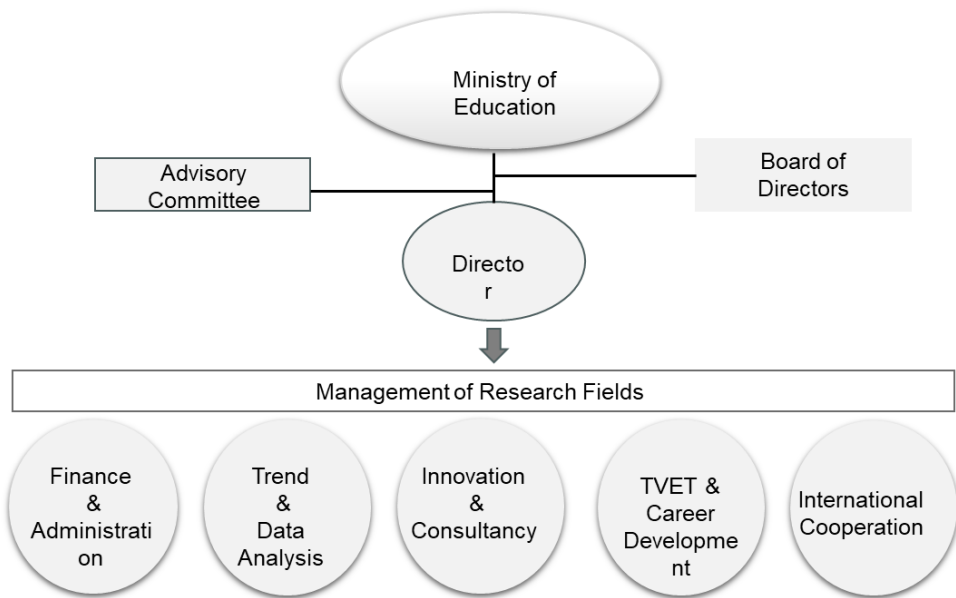 Ministry of
Education
Advisory
Committee
Board of
Directors
Directo
r
Management of Research Fields
Finance
&
Administrati
on
Trend
&
Data
Analysis
Innovation
&
Consultancy
TVET &
Career
Developme
nt
International
Cooperation